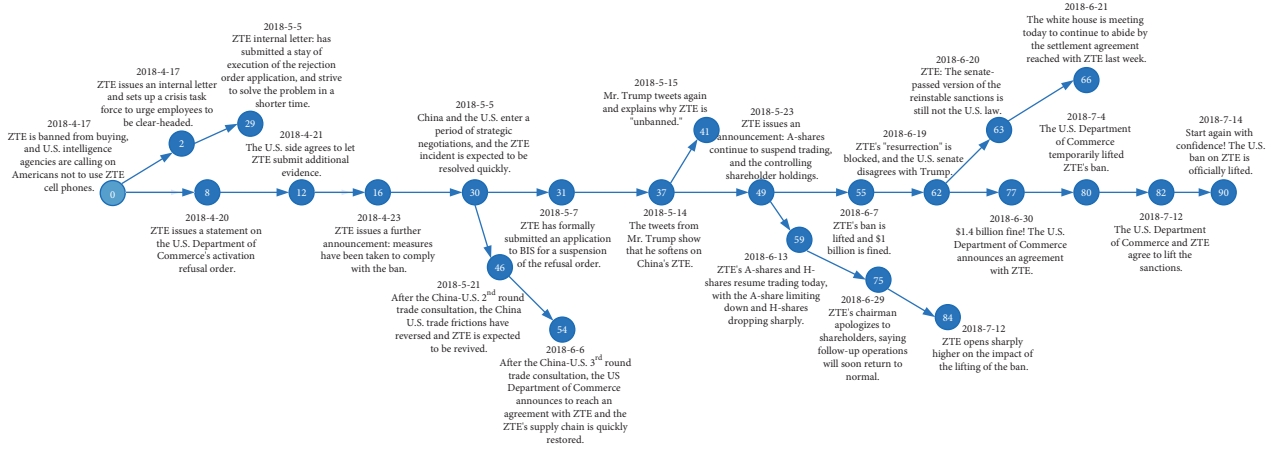 2018-4-17
ZTE is banned from buying,
and U.S. intelligence
agencies are calling on
Americans not to use ZTE
cell phones.
0
2018-4-17
ZTE issues an internal letter
and sets up a crisis task
force to urge employees to
be clear-headed.
2
2018-5-5
ZTE internal letter: has
submitted a stay of
execution of the rejection
order application, and strive
to solve the problem in a
shorter time.
29
8
2018-4-20
ZTE issues a statement on
the U.S. Department of
Commerce's activation
refusal order.
2018-4-21
The U.S. side agrees to let
ZTE submit additional
evidence.
12
16
2018-4-23
ZTE issues a further
announcement: measures
have been taken to comply
with the ban.
2018-5-5
China and the U.S. enter a
period of strategic
negotiations, and the ZTE
incident is expected to be
resolved quickly.
30
46
2018-5-21
After the China-U.S. 2nd round
trade consultation, the China
U.S. trade frictions have
reversed and ZTE is expected
to be revived.
54
2018-6-6
After the China-U.S. 3rd round
trade consultation, the US
Department of Commerce
announces to reach an
agreement with ZTE and the
ZTE's supply chain is quickly
restored.
31
2018-5-7
ZTE has formally
submitted an application
to BIS for a suspension
of the refusal order.
37
2018-5-14
The tweets from
Mr. Trump show
that he softens on
China's ZTE.
2018-5-15
Mr. Trump tweets again
and explains why ZTE is
"unbanned."
41
2018-5-23
ZTE issues an
announcement: A-shares
continue to suspend trading,
and the controlling
shareholder holdings.
49
59
2018-6-13
ZTE's A-shares and H-
shares resume trading today,
with the A-share limiting
down and H-shares
dropping sharply.
75
2018-6-29
ZTE's chairman
apologizes to
shareholders, saying
follow-up operations
will soon return to
normal.
84
2018-7-12
ZTE opens sharply
higher on the impact of
the lifting of the ban.
55
2018-6-7
ZTE's ban is
lifted and $1
billion is fined.
2018-6-19
ZTE's "resurrection" is
blocked, and the U.S. senate
disagrees with Trump.
62
2018-6-20
ZTE: The senate-
passed version of the
reinstable sanctions is
still not the U.S. law.
63
2018-6-21
The white house is meeting
today to continue to abide by
the settlement agreement
reached with ZTE last week.
66
77
2018-6-30
$1.4 billion fine! The U.S.
Department of Commerce
announces an agreement
with ZTE.
2018-7-4
The U.S. Department
of Commerce
temporarily lifted
ZTE's ban.
80
82
2018-7-12
The U.S. Department
of Commerce and ZTE
agree to lift the
sanctions.
2018-7-14
Start again with
confidence! The U.S.
ban on ZTE is
officially lifted.
90